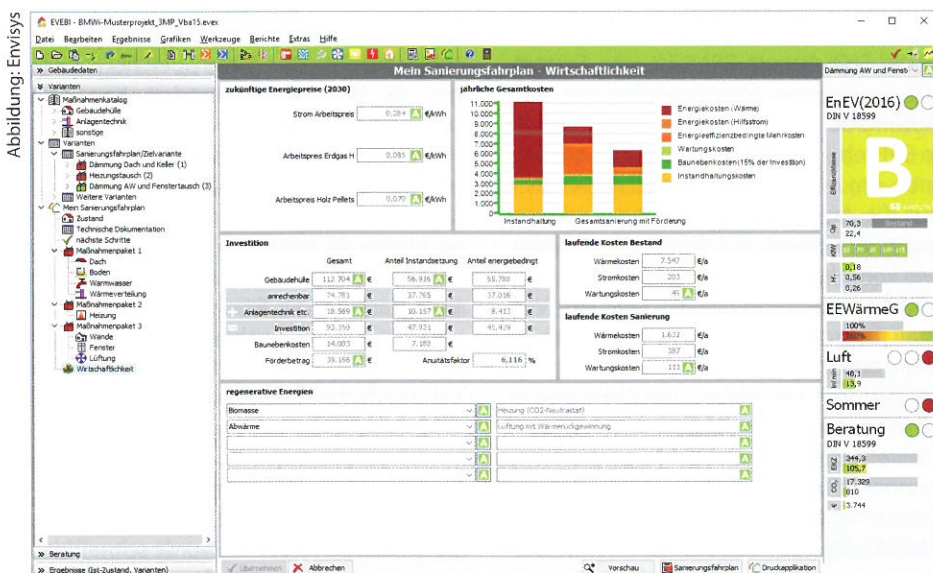 Abbildung: Envisys
EVEBI - BMWi-Musterprojekt_3MP_Vba15.evex
Datei Bearbeiten Ergebnisse Grafiken Werkzeuge Berichte Extras Hilfe
Gebäudedaten
Varianten
Maßnahmenkatalog
Gebäudehülle
Anlagentechnik
sonstige
Varianten
Sanierungsfahrplan/Zielvariante
Dämmung Dach und Keller (1)
Heizungstausch (2)
Dämmung AW und Fenstertausch (3)
Weitere Varianten
Mein Sanierungsfahrplan
Zustand
Technische Dokumentation
nächste Schritte
Maßnahmenpaket 1
Dach
Boden
Warmwasser
Wärmeverteilung
Maßnahmenpaket 2
Heizung
Maßnahmenpaket 3
Wände
Fenster
Lüftung
Wirtschaftlichkeit
Beratung
Ergebnisse (Ist-Zustand, Varianten)
Mein Sanierungsfahrplan - Wirtschaftlichkeit
zukünftige Energiepreise (2030)
Strom Arbeitspreis 0,284 A €/kWh
Arbeitspreis Erdgas H 0,085 A €/kWh
Arbeitspreis Holz Pellets 0,070 A €/kWh
jährliche Gesamtkosten
11.000
10.000
9.000
8.000
7.000
6.000
5.000
4.000
3.000
2.000
1.000
0
Instandhaltung Gesamtsanierung mit Förderung
Energiekosten (Wärme)
Energiekosten (Hilfsstrom)
Energieeffizienzbedingte Mehrkosten
Wartungskosten
Baunebenkosten(15% der Investition)
Instandhaltungskosten
Investition
Gesamt Anteil Instandsetzung Anteil energebedingt
Gebäudehülle 112.704 A € 56.916 A € 55.788 €
anrechenbar 74.781 € 37.765 € 37.016 €
Anlagentechnik etc. 18.569 A € 10.157 A € 8.413 €
Investition 93.350 € 47.921 € 45.429 €
Baunebenkosten 14.003 € 7.188 €
Förderbetrag 39.166 A € Anuitätsfaktor 6,116 %
laufende Kosten Bestand
Wärmekosten 7.547 €/a
Stromkosten 203 €/a
Wartungskosten 45 A €/a
laufende Kosten Sanierung
Wärmekosten 1.632 €/a
Stromkosten 387 €/a
Wartungskosten 111 A €/a
regenerative Energien
Biomasse A Heizung (CO2-Neutralität) A
Abwärme A Lüftung mit Wärmerückgewinnung A
Übernehmen Abbrechen Vorschau Sanierungsfahrplan Druckapplikation
Dämmung AW und Fenst A
EnEV(2016)
DIN V 18599
Effizienzklasse
B
Qp 70,3 Bestand
22,4
KfW
H'T 0,18
0,56
0,26
EEWärmeG
100%
Luft
48,1
13,9
Sommer
Beratung
DIN V 18599
EKZ 344,3
105,7
CO₂ 17.329
810
3.744